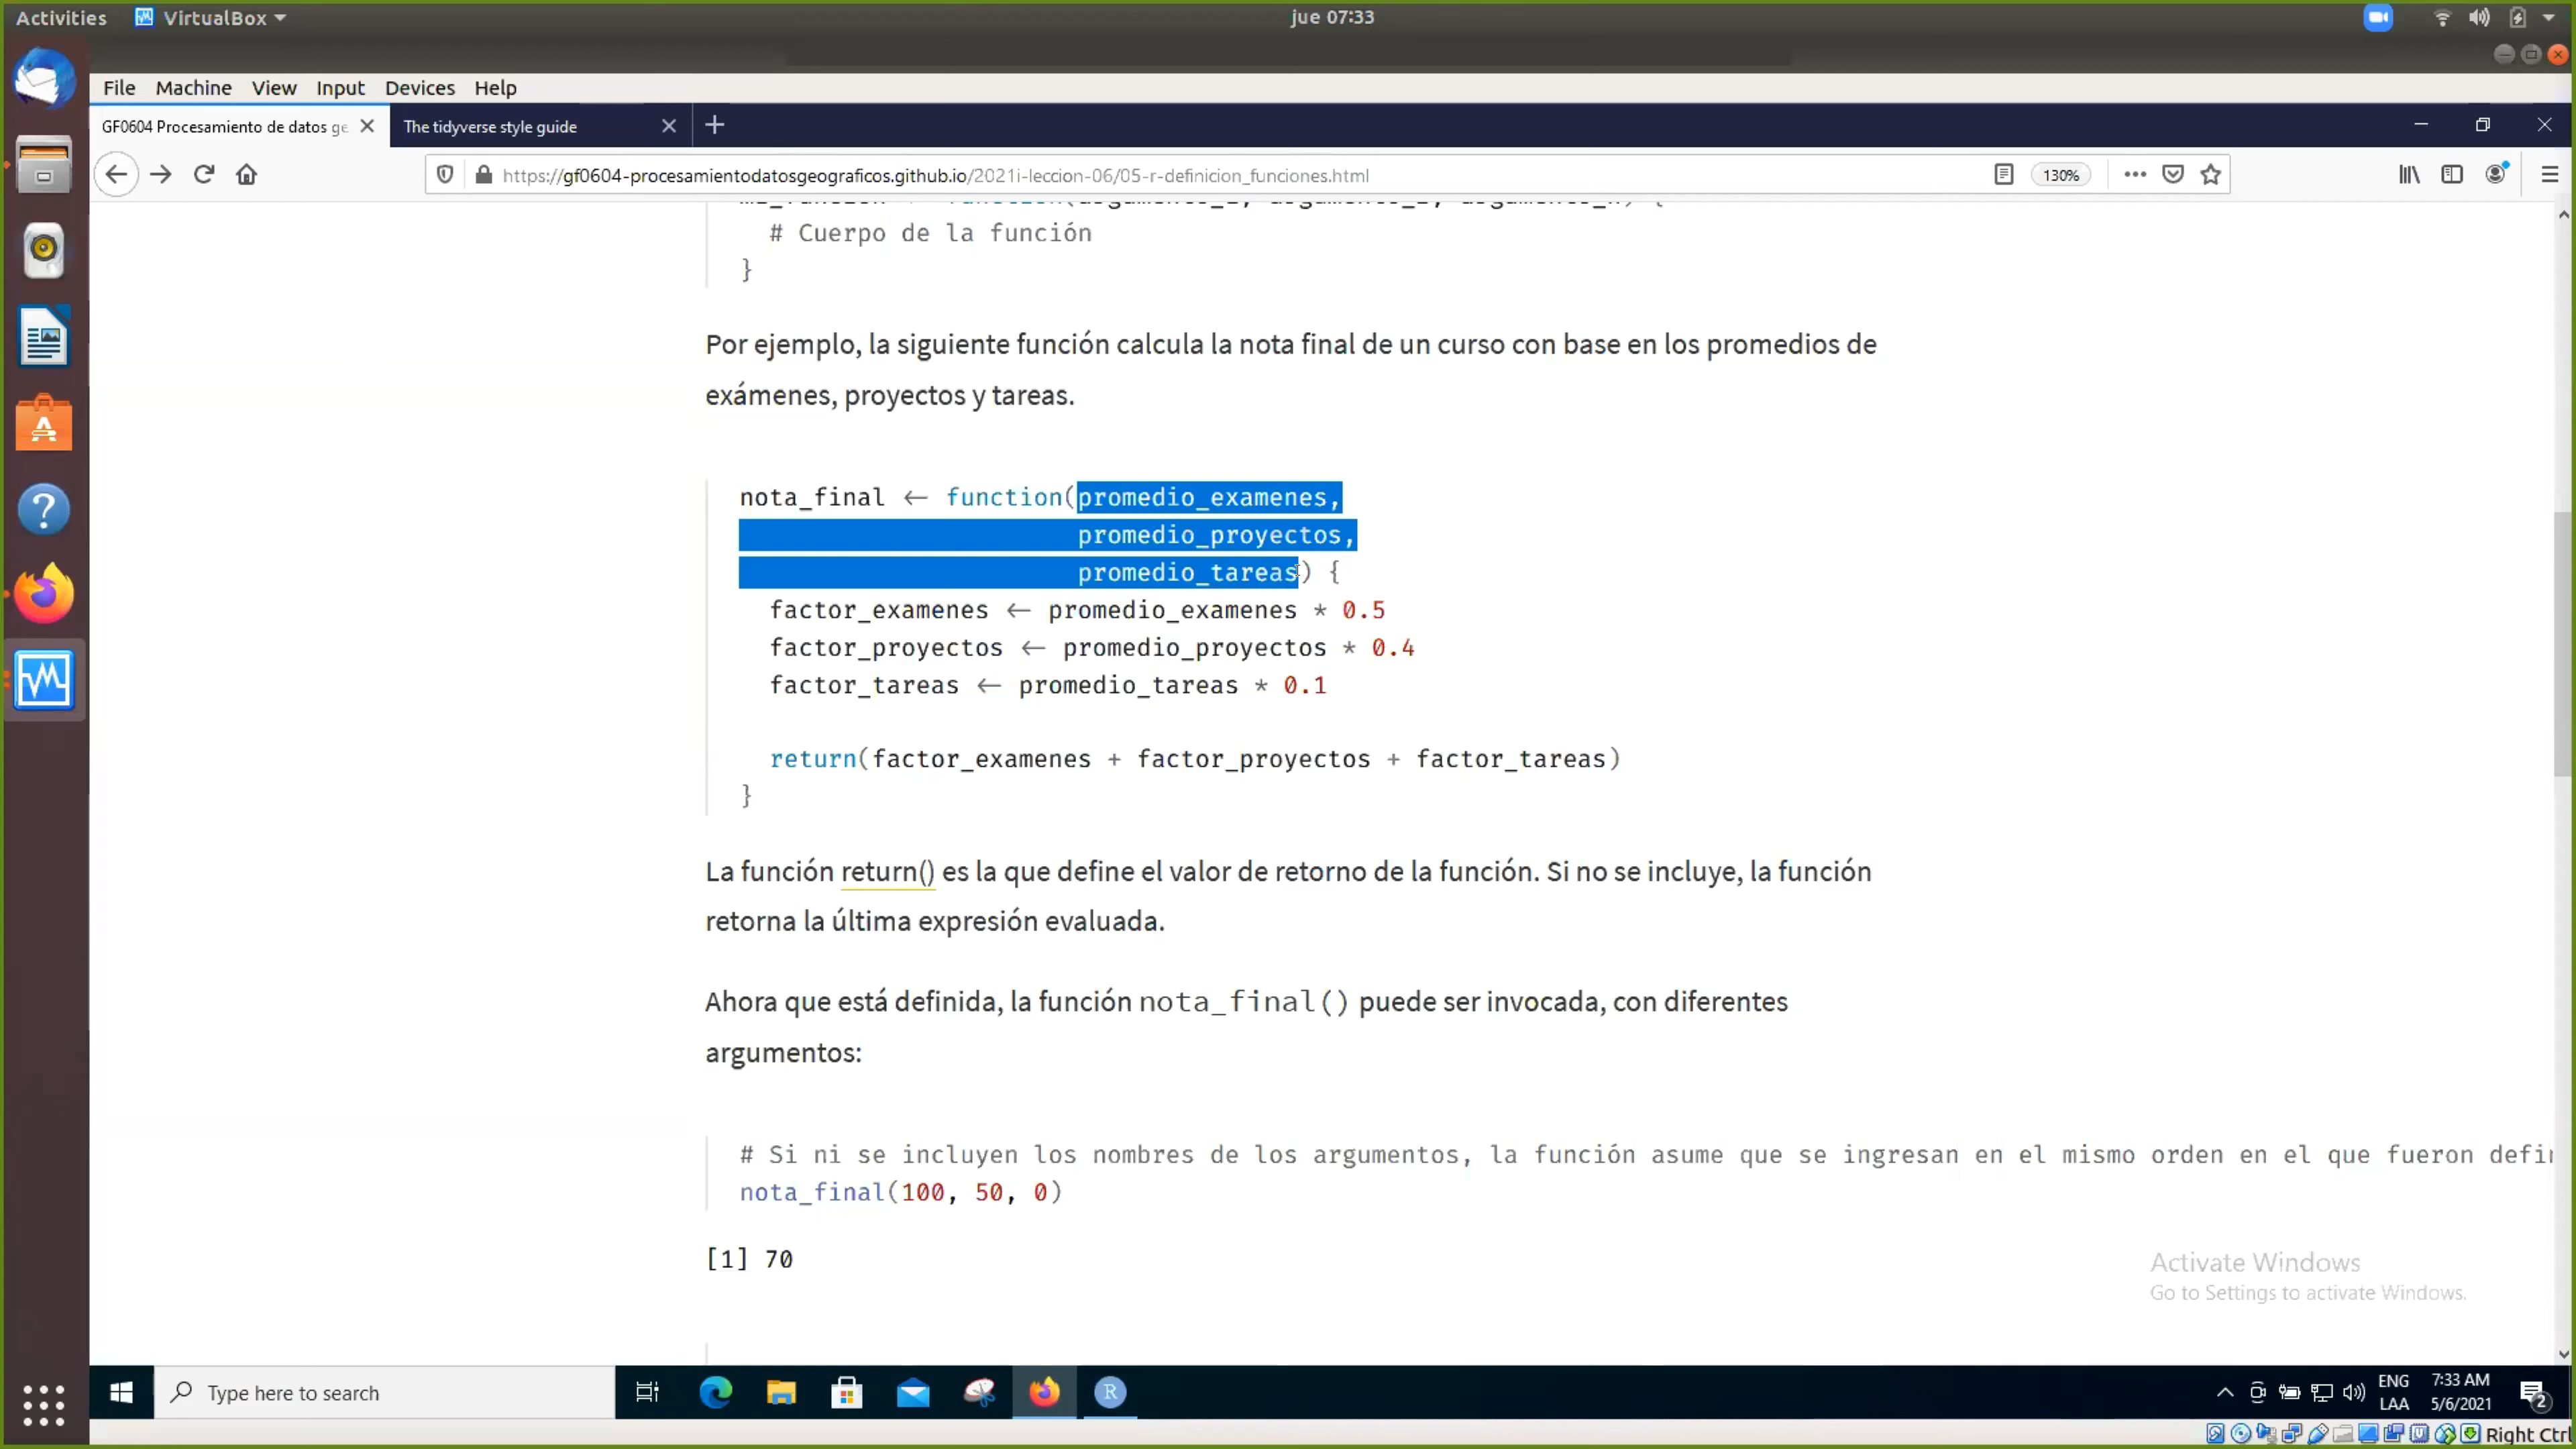 Activities VirtualBox jue 07:33
File Machine View Input Devices Help
GF0604 Procesamiento de datos ge The tidyverse style guide
https://gf0604-procesamientodatosgeograficos.github.io/2021i-leccion-06/05-r-definicion_funciones.html 130%
# Cuerpo de la función
}
Por ejemplo, la siguiente función calcula la nota final de un curso con base en los promedios de
exámenes, proyectos y tareas.
nota_final <- function(promedio_examenes,
promedio_proyectos,
promedio_tareas) {
factor_examenes <- promedio_examenes * 0.5
factor_proyectos <- promedio_proyectos * 0.4
factor_tareas <- promedio_tareas * 0.1
return(factor_examenes + factor_proyectos + factor_tareas)
}
La función return() es la que define el valor de retorno de la función. Si no se incluye, la función
retorna la última expresión evaluada.
Ahora que está definida, la función nota_final() puede ser invocada, con diferentes
argumentos:
# Si ni se incluyen los nombres de los argumentos, la función asume que se ingresan en el mismo orden en el que fueron defi
nota_final(100, 50, 0)
[1] 70
Activate Windows
Go to Settings to activate Windows.
Type here to search
ENG 7:33 AM
LAA 5/6/2021 2
Right Ctrl